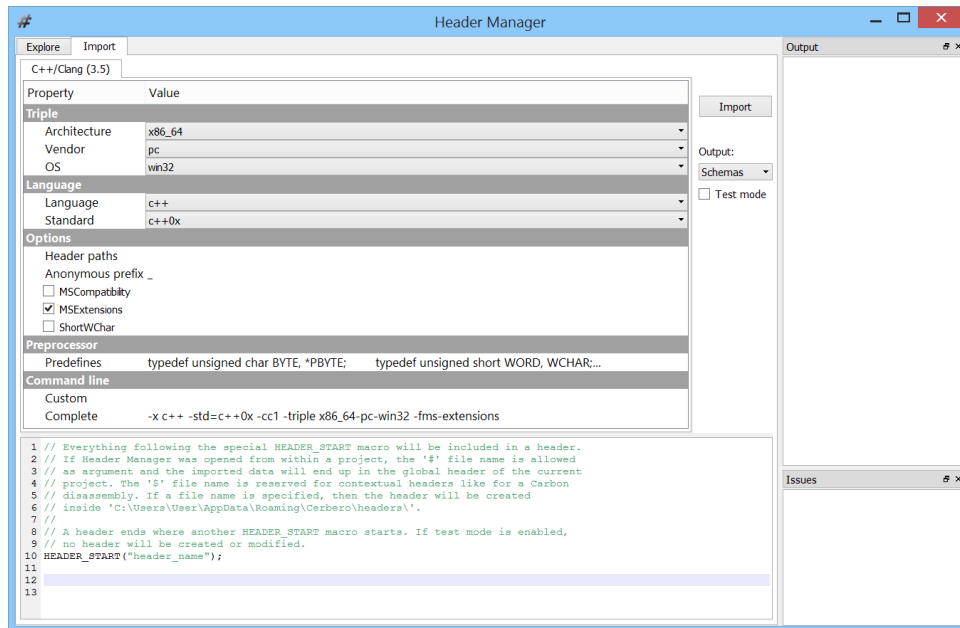 Header Manager
Explore Import
C++/Clang (3.5)
Property Value
Triple
Architecture x86_64
Vendor pc
OS win32
Language
Language c++
Standard c++0x
Options
Header paths
Anonymous prefix _
MSCompatibility
MSExtensions
ShortWChar
Preprocessor
Predefines typedef unsigned char BYTE, *PBYTE; typedef unsigned short WORD, WCHAR;...
Command line
Custom
Complete -x c++ -std=c++0x -cc1 -triple x86_64-pc-win32 -fms-extensions
Import
Output:
Schemas
Test mode
1 // Everything following the special HEADER_START macro will be included in a header.
2 // If Header Manager was opened from within a project, the '#' file name is allowed
3 // as argument and the imported data will end up in the global header of the current
4 // project. The '$' file name is reserved for contextual headers like for a Carbon
5 // disassembly. If a file name is specified, then the header will be created
6 // inside 'C:\Users\User\AppData\Roaming\Cerbero\headers\'.
7 //
8 // A header ends where another HEADER_START macro starts. If test mode is enabled,
9 // no header will be created or modified.
10 HEADER_START("header_name");
11
12
13
Output
Issues